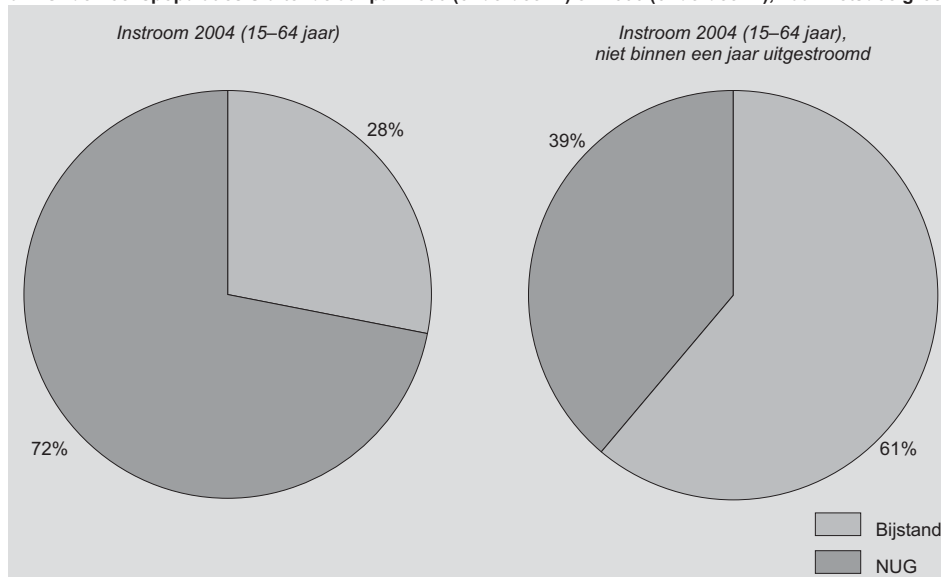 Instroom 2004 (15–64 jaar)
Instroom 2004 (15–64 jaar),
niet binnen een jaar uitgestroomd
28%
39%
72%
61%
Bijstand
NUG